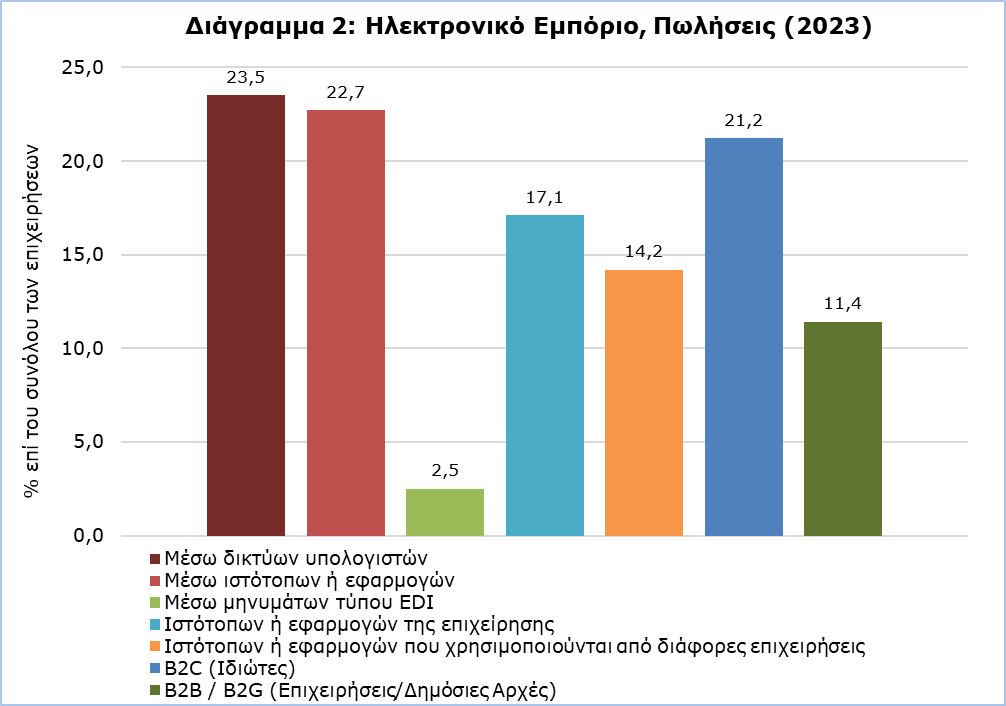 Διάγραμμα 2: Ηλεκτρονικό Εμπόριο, Πωλήσεις (2023)
% επί του συνόλου των επιχειρήσεων
25,0
20,0
15,0
10,0
5,0
0,0
23,5
22,7
2,5
17,1
14,2
21,2
11,4
Μέσω δικτύων υπολογιστών
Μέσω ιστότοπων ή εφαρμογών
Μέσω μηνυμάτων τύπου EDI
Ιστότοπων ή εφαρμογών της επιχείρησης
Ιστότοπων ή εφαρμογών που χρησιμοποιούνται από διάφορες επιχειρήσεις
B2C (Ιδιώτες)
B2B / B2G (Επιχειρήσεις/Δημόσιες Αρχές)